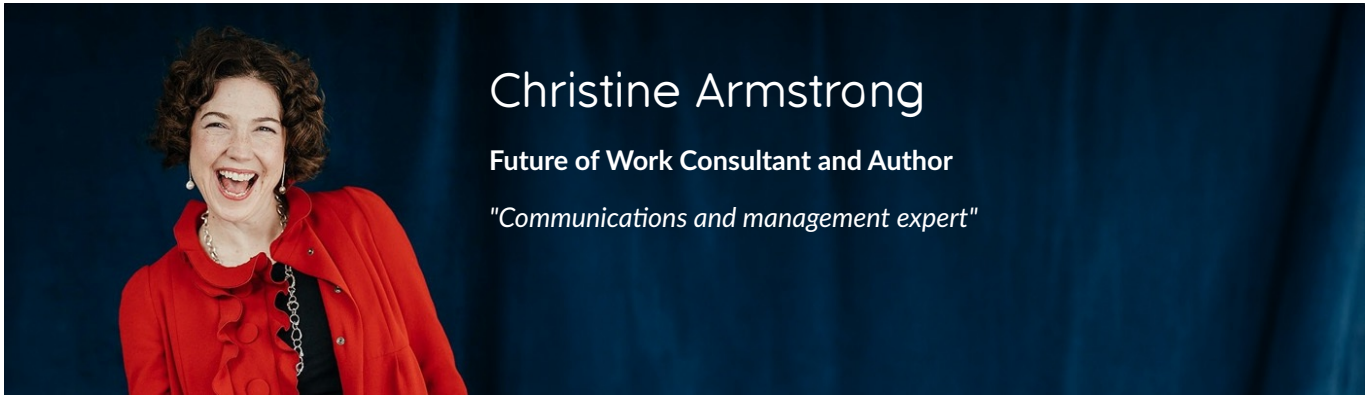 Christine Armstrong
Future of Work Consultant and Author
"Communications and management expert"